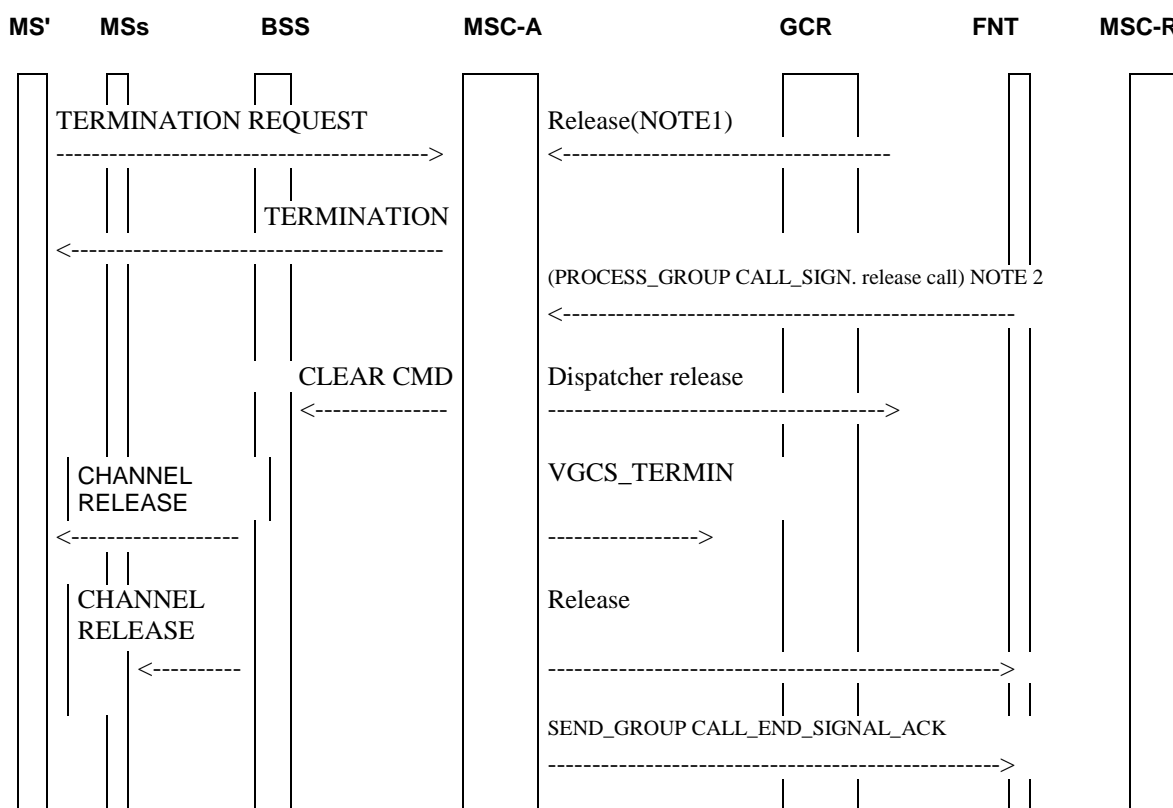 MS' MSs BSS MSC-A GCR FNT MSC-R
TERMINATION REQUEST Release(NOTE1)
TERMINATION
(PROCESS_GROUP CALL_SIGN. release call) NOTE 2
CLEAR CMD Dispatcher release
CHANNEL VGCS_TERMIN
RELEASE
CHANNEL Release
RELEASE
SEND_GROUP CALL_END_SIGNAL_ACK